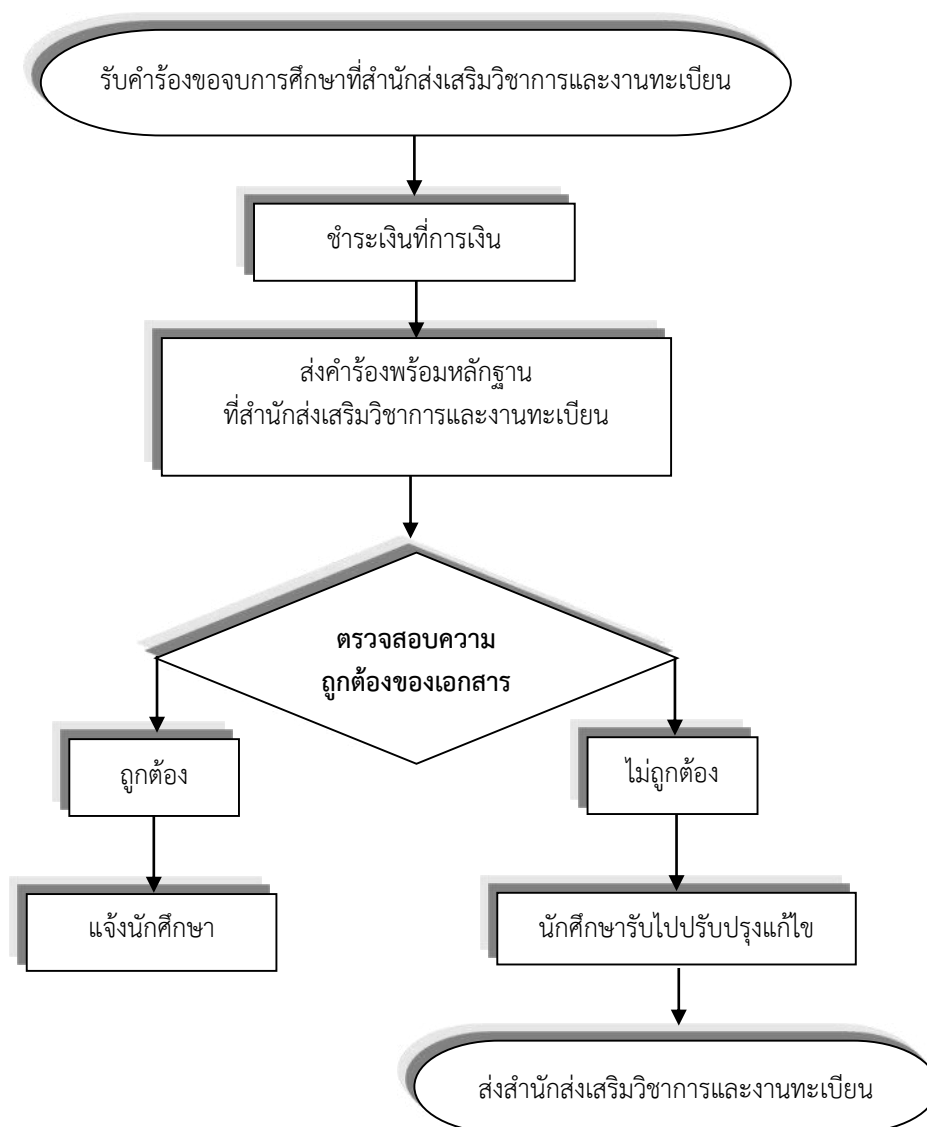 รับคำร้องขอจบการศึกษาที่สำนักส่งเสริมวิชาการและงานทะเบียน
ชำระเงินที่การเงิน
ส่งคำร้องพร้อมหลักฐาน
ที่สำนักส่งเสริมวิชาการและงานทะเบียน
ตรวจสอบความ
ถูกต้องของเอกสาร
ถูกต้อง
ไม่ถูกต้อง
แจ้งนักศึกษา
นักศึกษารับไปปรับปรุงแก้ไข
ส่งสำนักส่งเสริมวิชาการและงานทะเบียน